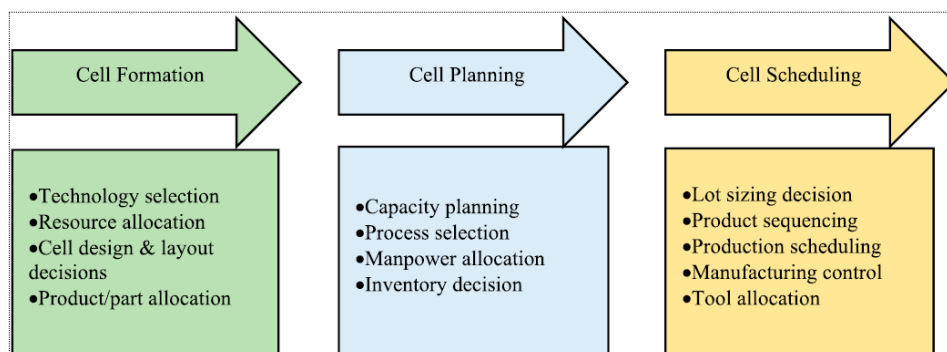 Cell Formation
Cell Planning
Cell Scheduling
•Technology selection
•Resource allocation
•Cell design & layout
decisions
•Product/part allocation
•Capacity planning
•Process selection
•Manpower allocation
•Inventory decision
•Lot sizing decision
•Product sequencing
•Production scheduling
•Manufacturing control
•Tool allocation